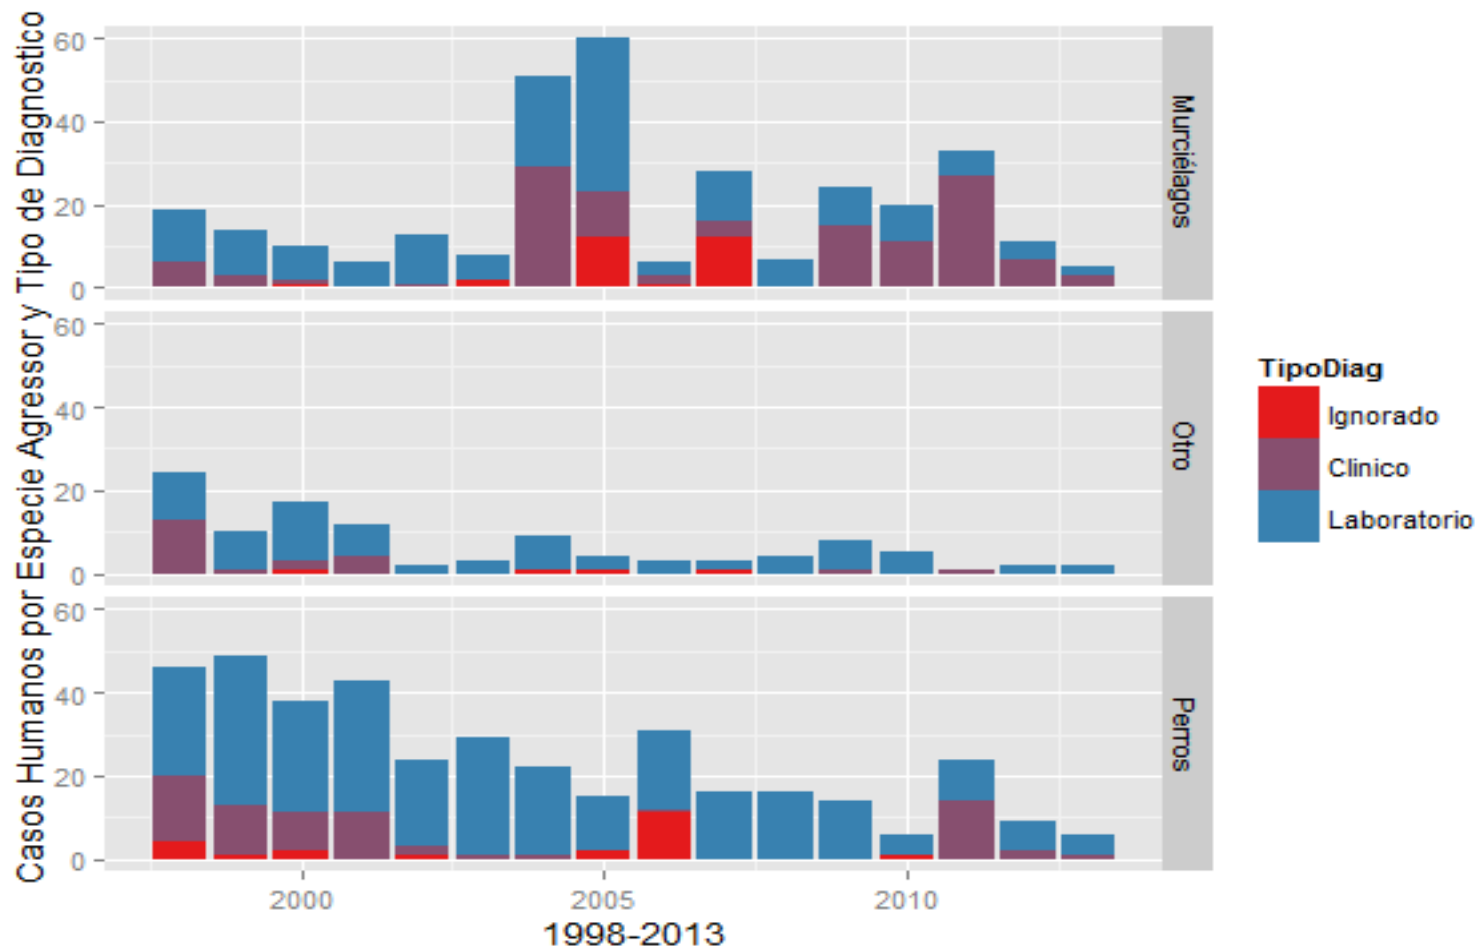 Casos Humanos por Especie Agressor y Tipo de Diagnostico
60
40
20
0
Murciélagos
60
40
20
0
Otro
60
40
20
0
Perros
2000
2005
2010
1998-2013
TipoDiag
Ignorado
Clinico
Laboratorio